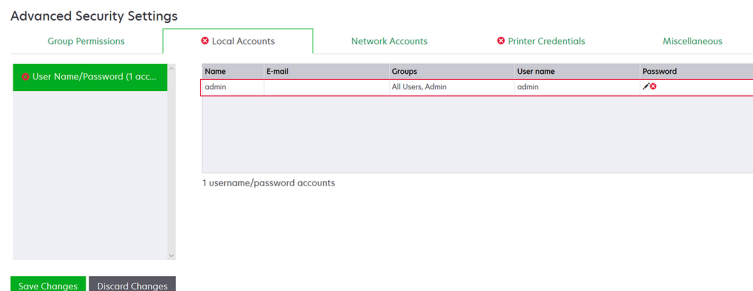 Advanced Security Settings
Group Permissions Local Accounts Network Accounts Printer Credentials Miscellaneous
User Name/Password (1 acc...
Name E-mail Groups User name Password
admin All Users, Admin admin
1 username/password accounts
Save Changes Discard Changes